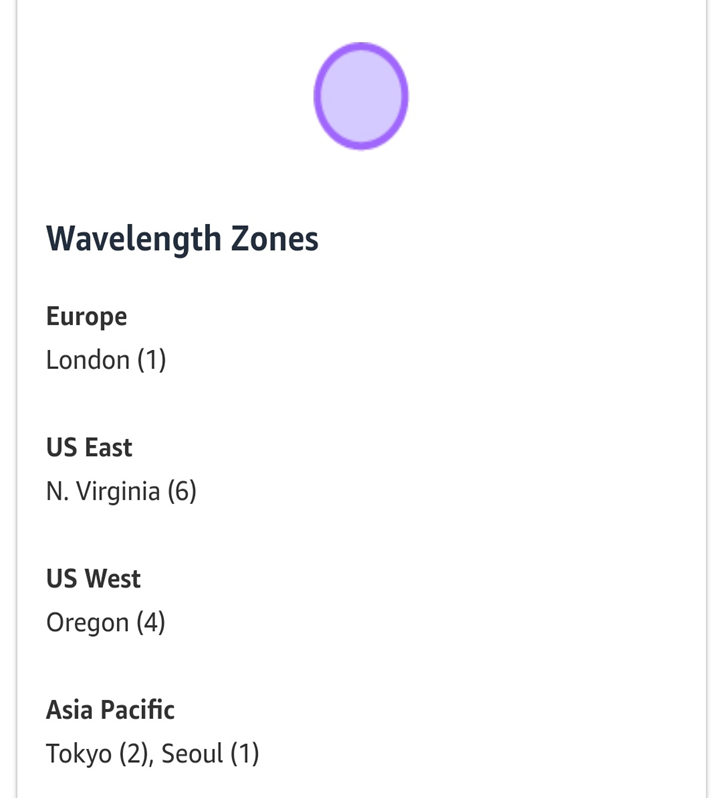 Wavelength Zones
Europe
London (1)
US East
N. Virginia (6)
US West
Oregon (4)
Asia Pacific
Tokyo (2), Seoul (1)